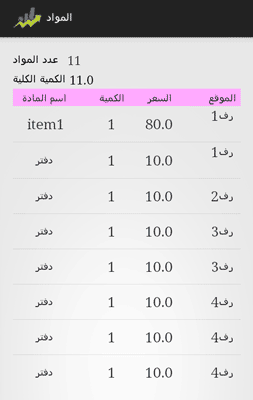 المواد
عدد المواد 11
الكمية الكلية 11.0
اسم المادة الكمية السعر الموقع
item1 1 80.0 رف1
دفتر 1 10.0 رف1
دفتر 1 10.0 رف2
دفتر 1 10.0 رف3
دفتر 1 10.0 رف3
دفتر 1 10.0 رف4
دفتر 1 10.0 رف4
دفتر 1 10.0 رف4